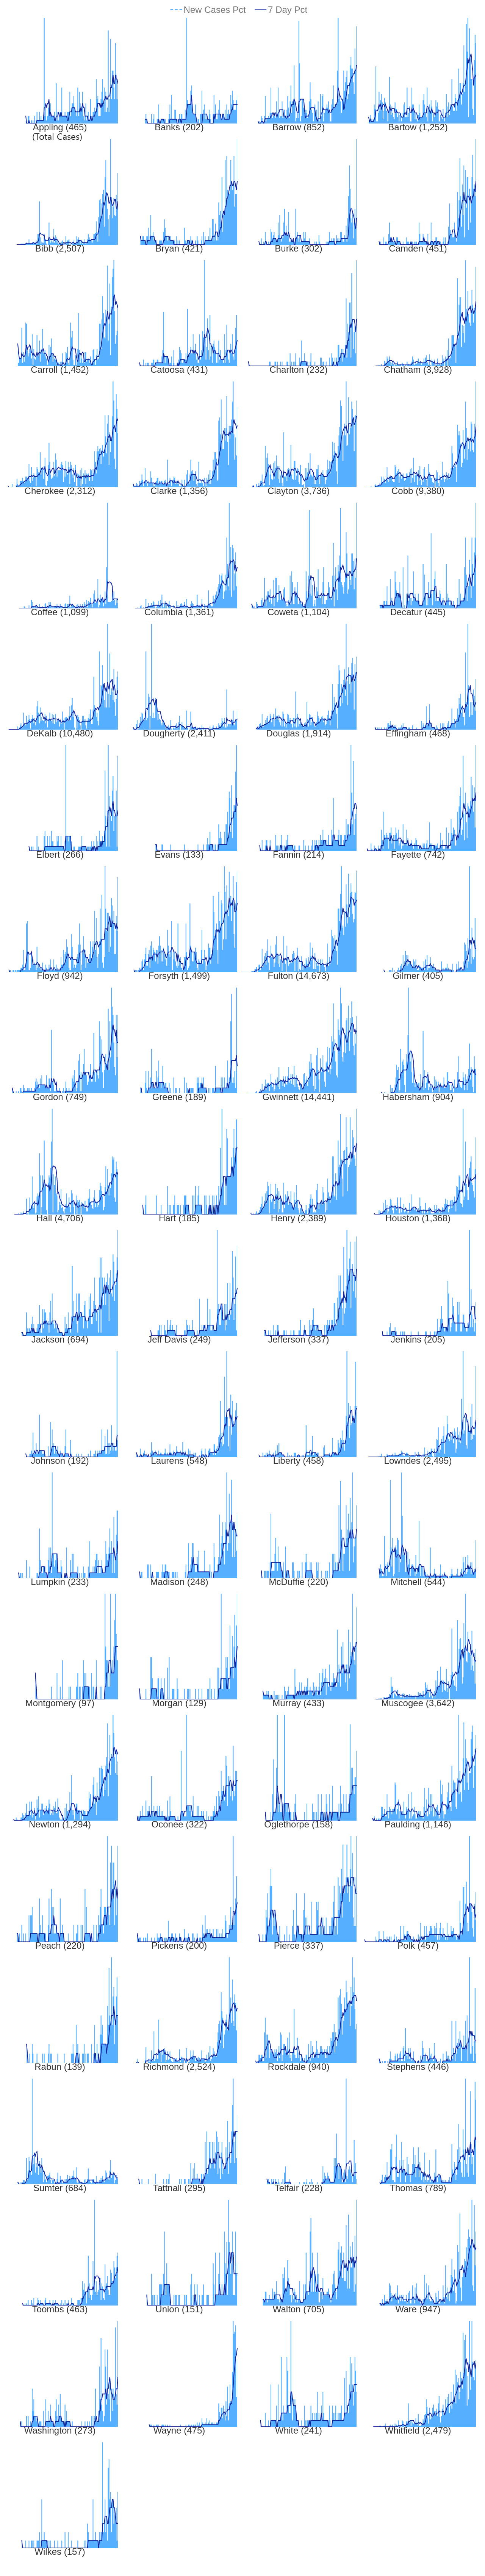 New Cases Pct 7 Day Pct
Appling (465) Banks (202) Barrow (852) Bartow (1,252)
(Total Cases)
Bibb (2,507) Bryan (421) Burke (302) Camden (451)
Carroll (1,452) Catoosa (431) Charlton (232) Chatham (3,928)
Cherokee (2,312) Clarke (1,356) Clayton (3,736) Cobb (9,380)
Coffee (1,099) Columbia (1,361) Coweta (1,104) Decatur (445)
DeKalb (10,480) Dougherty (2,411) Douglas (1,914) Effingham (468)
Elbert (266) Evans (133) Fannin (214) Fayette (742)
Floyd (942) Forsyth (1,499) Fulton (14,673) Gilmer (405)
Gordon (749) Greene (189) Gwinnett (14,441) Habersham (904)
Hall (4,706) Hart (185) Henry (2,389) Houston (1,368)
Jackson (694) Jeff Davis (249) Jefferson (337) Jenkins (205)
Johnson (192) Laurens (548) Liberty (458) Lowndes (2,495)
Lumpkin (233) Madison (248) McDuffie (220) Mitchell (544)
Montgomery (97) Morgan (129) Murray (433) Muscogee (3,642)
Newton (1,294) Oconee (322) Oglethorpe (158) Paulding (1,146)
Peach (220) Pickens (200) Pierce (337) Polk (457)
Rabun (139) Richmond (2,524) Rockdale (940) Stephens (446)
Sumter (684) Tattnall (295) Telfair (228) Thomas (789)
Toombs (463) Union (151) Walton (705) Ware (947)
Washington (273) Wayne (475) White (241) Whitfield (2,479)
Wilkes (157)